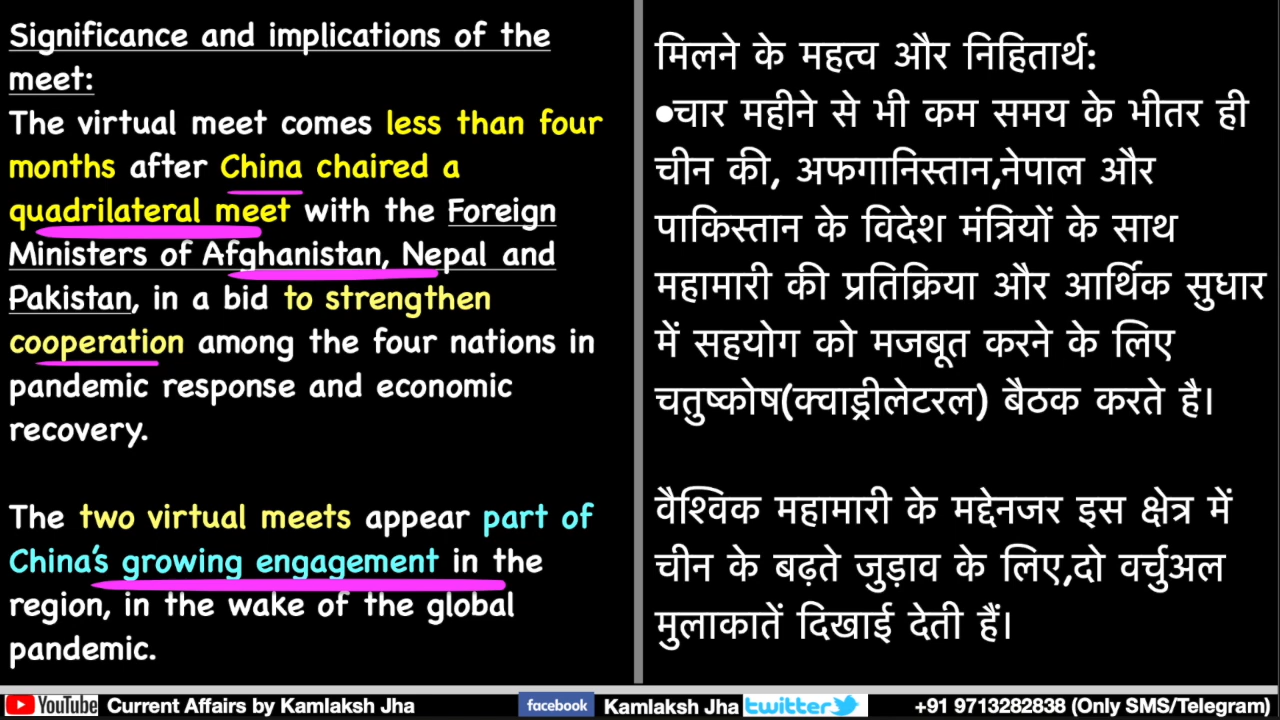 Significance and implications of the
meet:
The virtual meet comes less than four
months after China chaired a
quadrilateral meet with the Foreign
Ministers of Afghanistan, Nepal and
Pakistan, in a bid to strengthen
cooperation among the four nations in
pandemic response and economic
recovery.
The two virtual meets appear part of
China's growing engagement in the
region, in the wake of the global
pandemic.
मिलने के महत्व और निहितार्थ:
•चार महीने से भी कम समय के भीतर ही
चीन की, अफगानिस्तान,नेपाल और
पाकिस्तान के विदेश मंत्रियों के साथ
महामारी की प्रतिक्रिया और आर्थिक सुधार
में सहयोग को मजबूत करने के लिए
चतुष्कोष(क्वाड्रीलेटरल) बैठक करते है।
वैश्विक महामारी के मद्देनजर इस क्षेत्र में
चीन के बढ़ते जुड़ाव के लिए,दो वर्चुअल
मुलाकातें दिखाई देती हैं।
YouTube Current Affairs by Kamlaksh Jha facebook Kamlaksh Jha twitter +91 9713282838 (Only SMS/Telegram)